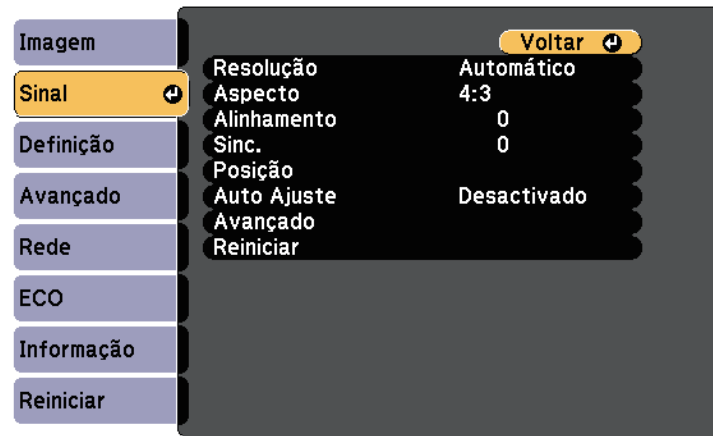 Imagem
Sinal
Definição
Avançado
Rede
ECO
Informação
Reiniciar
Voltar
Resolução Automático
Aspecto 4:3
Alinhamento 0
Sinc. 0
Posição
Auto Ajuste Desactivado
Avançado
Reiniciar